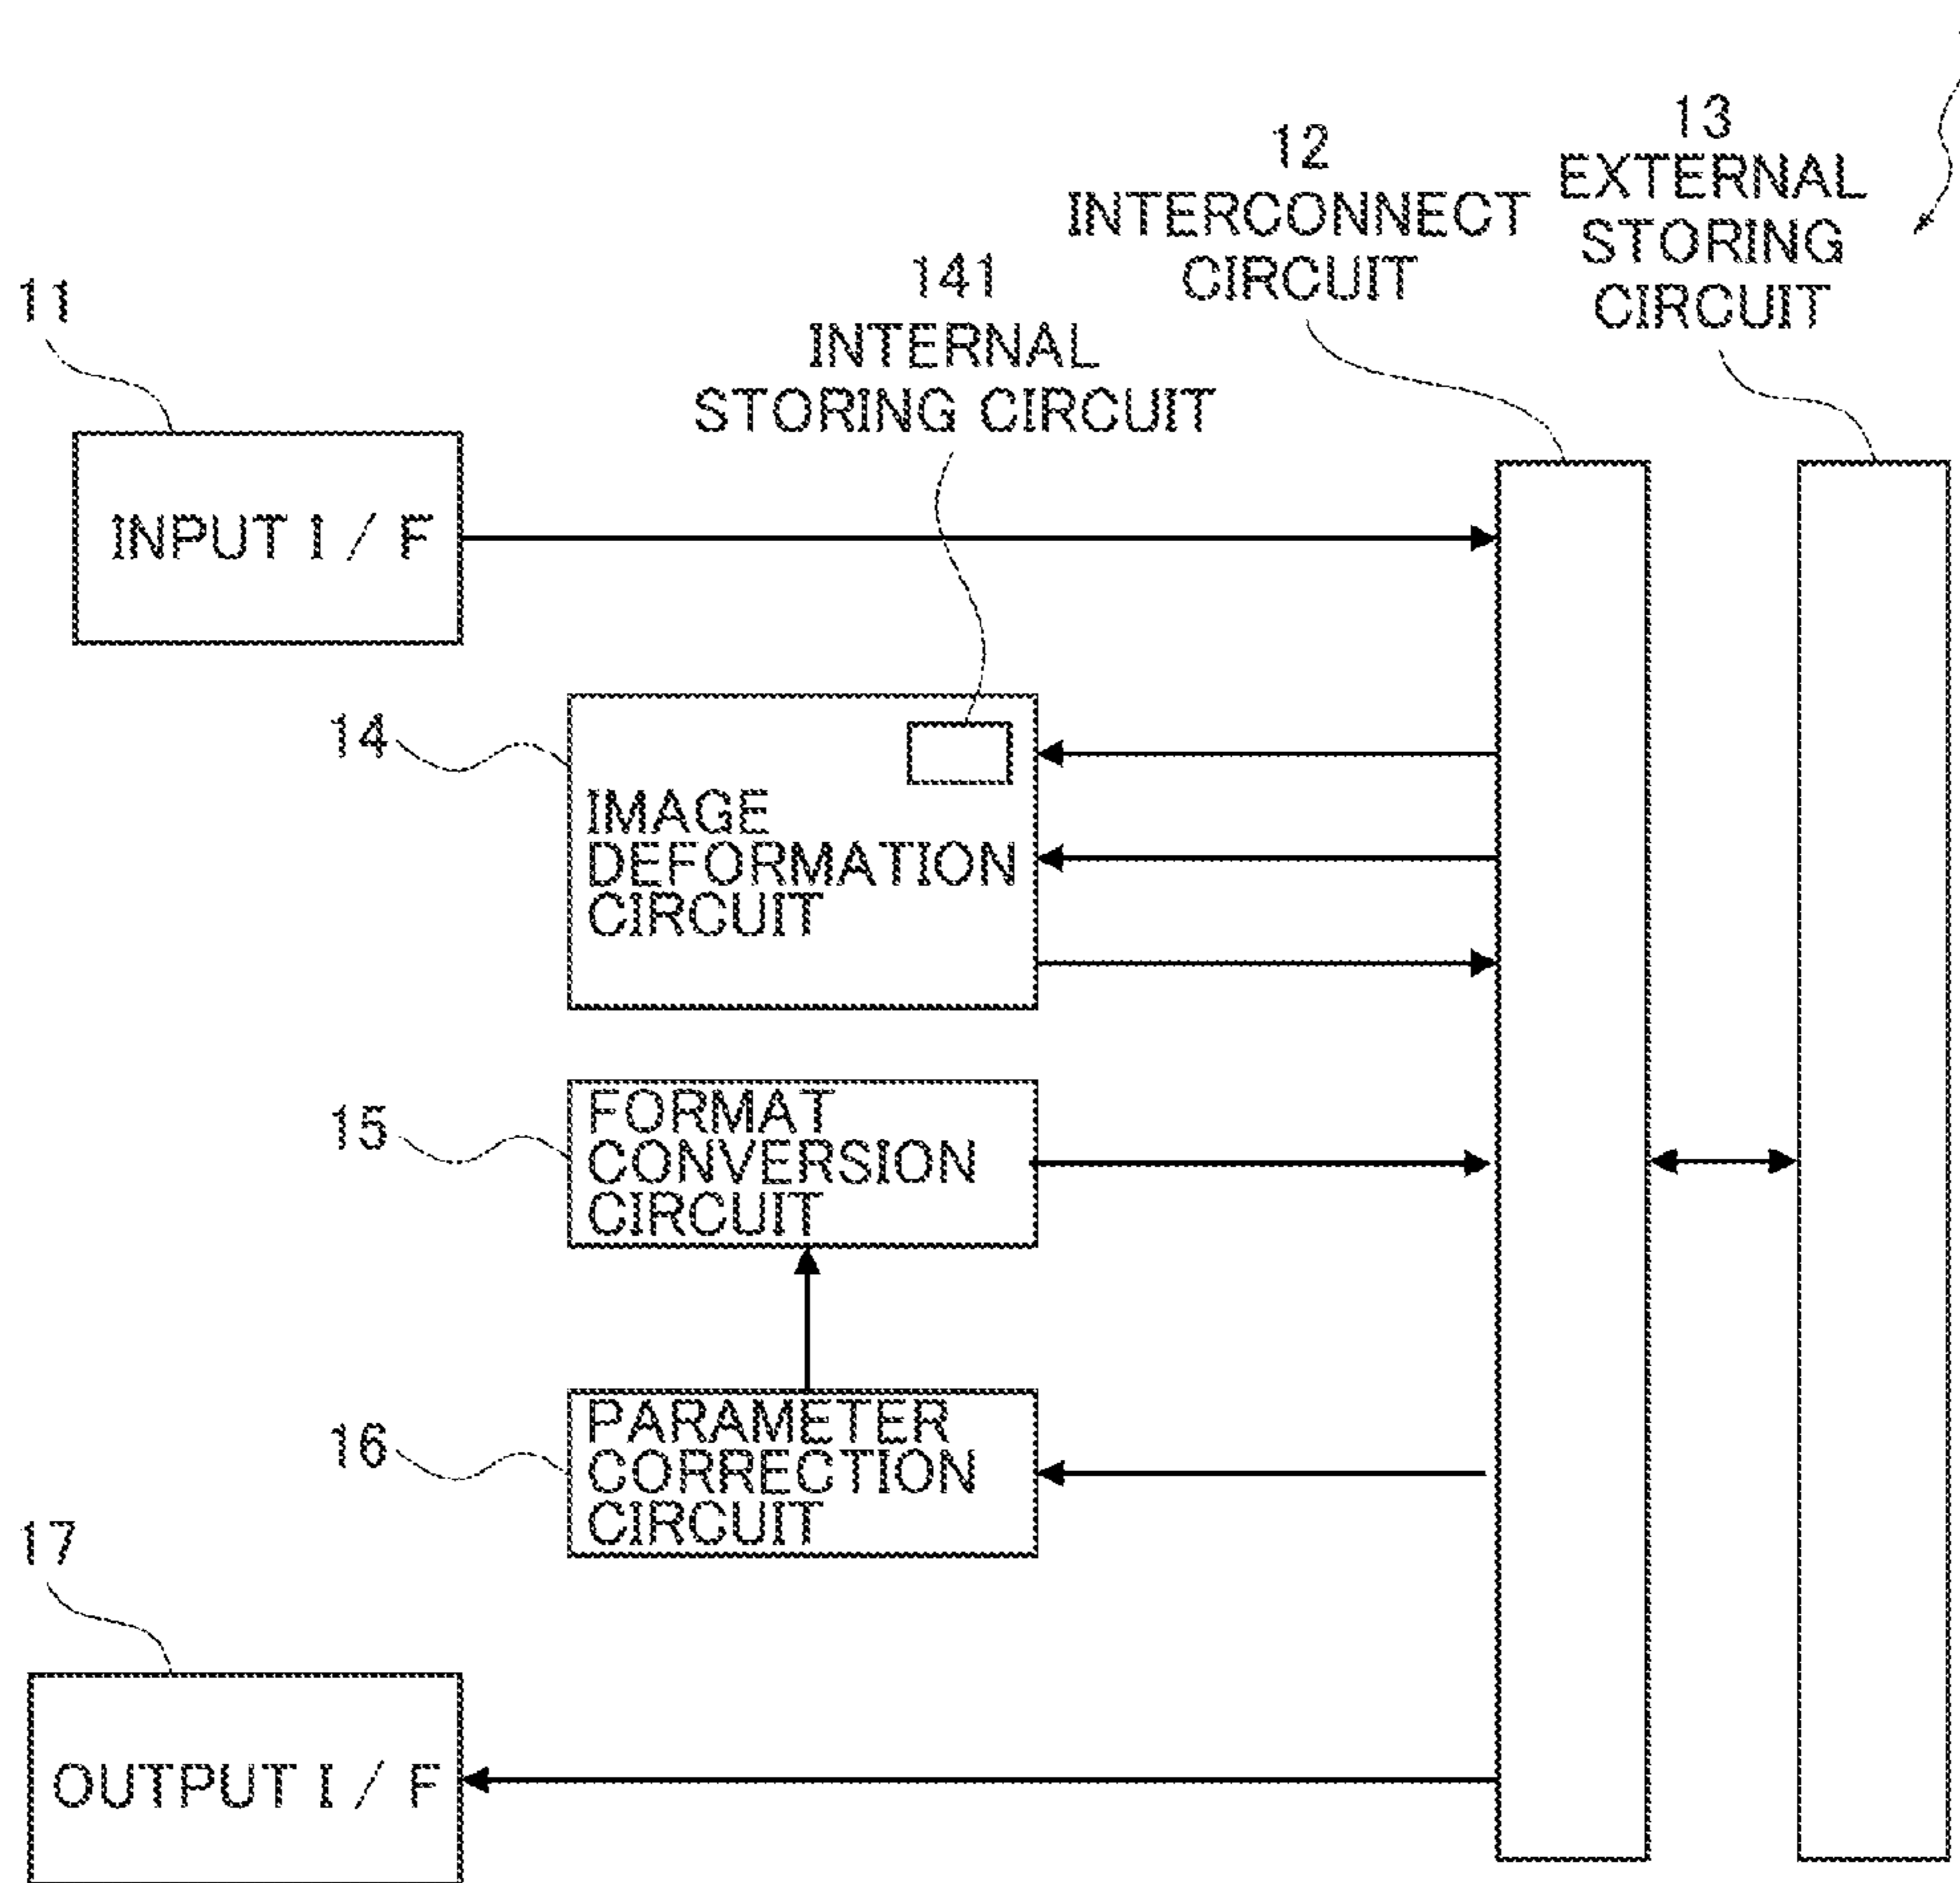 13
EXTERNAL
STORING
CIRCUIT
12
INTERCONNECT
CIRCUIT
141
INTERNAL
STORING CIRCUIT
11
INPUT I / F
14
IMAGE
DEFORMATION
CIRCUIT
15
FORMAT
CONVERSION
CIRCUIT
16
PARAMETER
CORRECTION
CIRCUIT
17
OUTPUT I / F